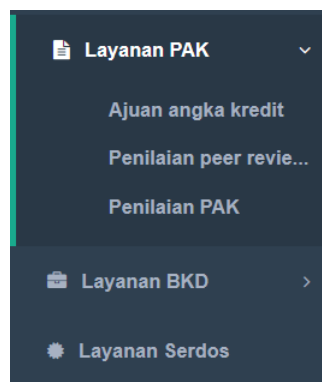 Layanan PAK
Ajuan angka kredit
Penilaian peer revie...
Penilaian PAK
Layanan BKD
Layanan Serdos